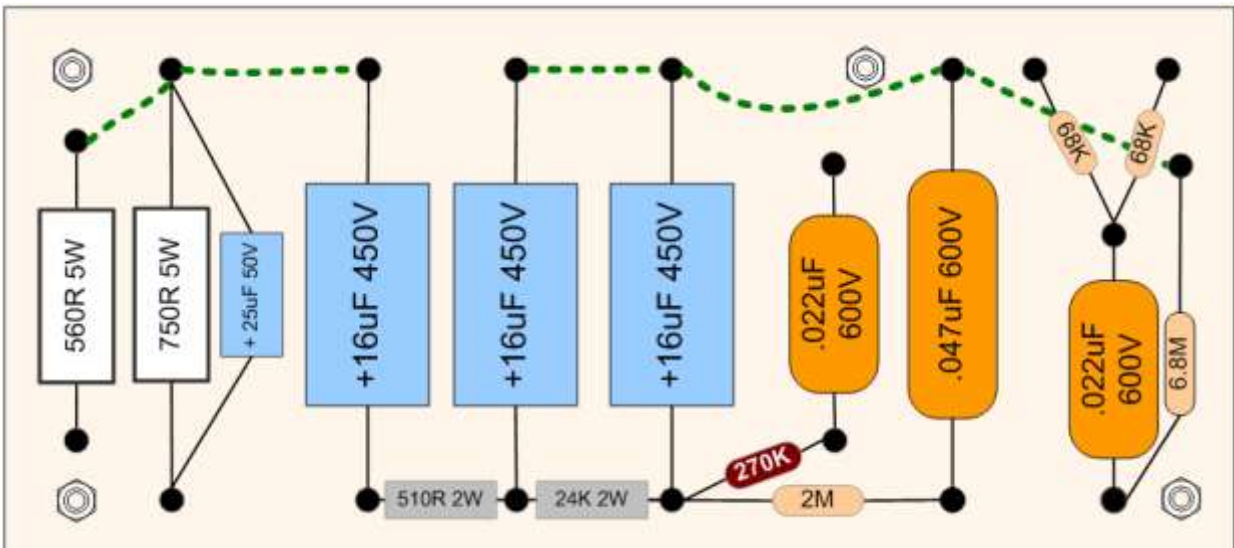 560R 5W
750R 5W
+ 25uF 50V
+16uF 450V
+16uF 450V
+16uF 450V
.022uF
600V
.047uF 600V
68K
68K
.022uF
600V
6.8M
270K
510R 2W
24K 2W
2M